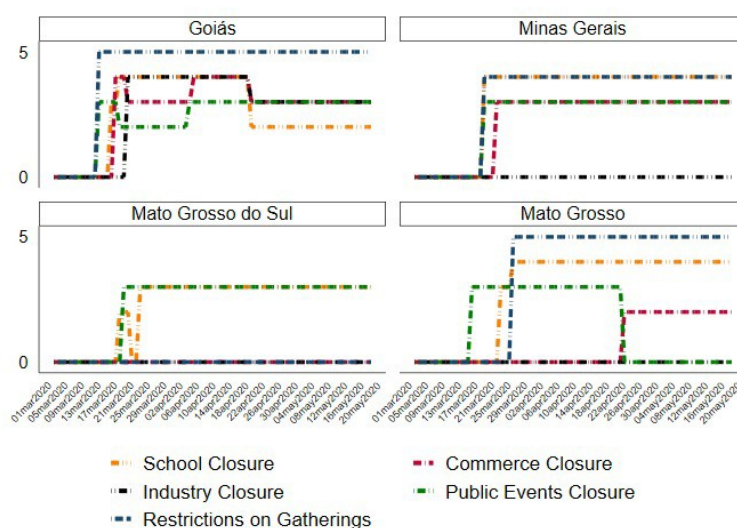 Goiás Minas Gerais
5
0
Mato Grosso do Sul Mato Grosso
5
0
01mar2020 05mar2020 09mar2020 13mar2020 17mar2020 21mar2020 25mar2020 29mar2020 02apr2020 06apr2020 10apr2020 14apr2020 18apr2020 22apr2020 26apr2020 30apr2020 04may2020 08may2020 12may2020 16may2020 20may2020 01mar2020 05mar2020 09mar2020 13mar2020 17mar2020 21mar2020 25mar2020 29mar2020 02apr2020 06apr2020 10apr2020 14apr2020 18apr2020 22apr2020 26apr2020 30apr2020 04may2020 08may2020 12may2020 16may2020 20may2020
School Closure Commerce Closure
Industry Closure Public Events Closure
Restrictions on Gatherings